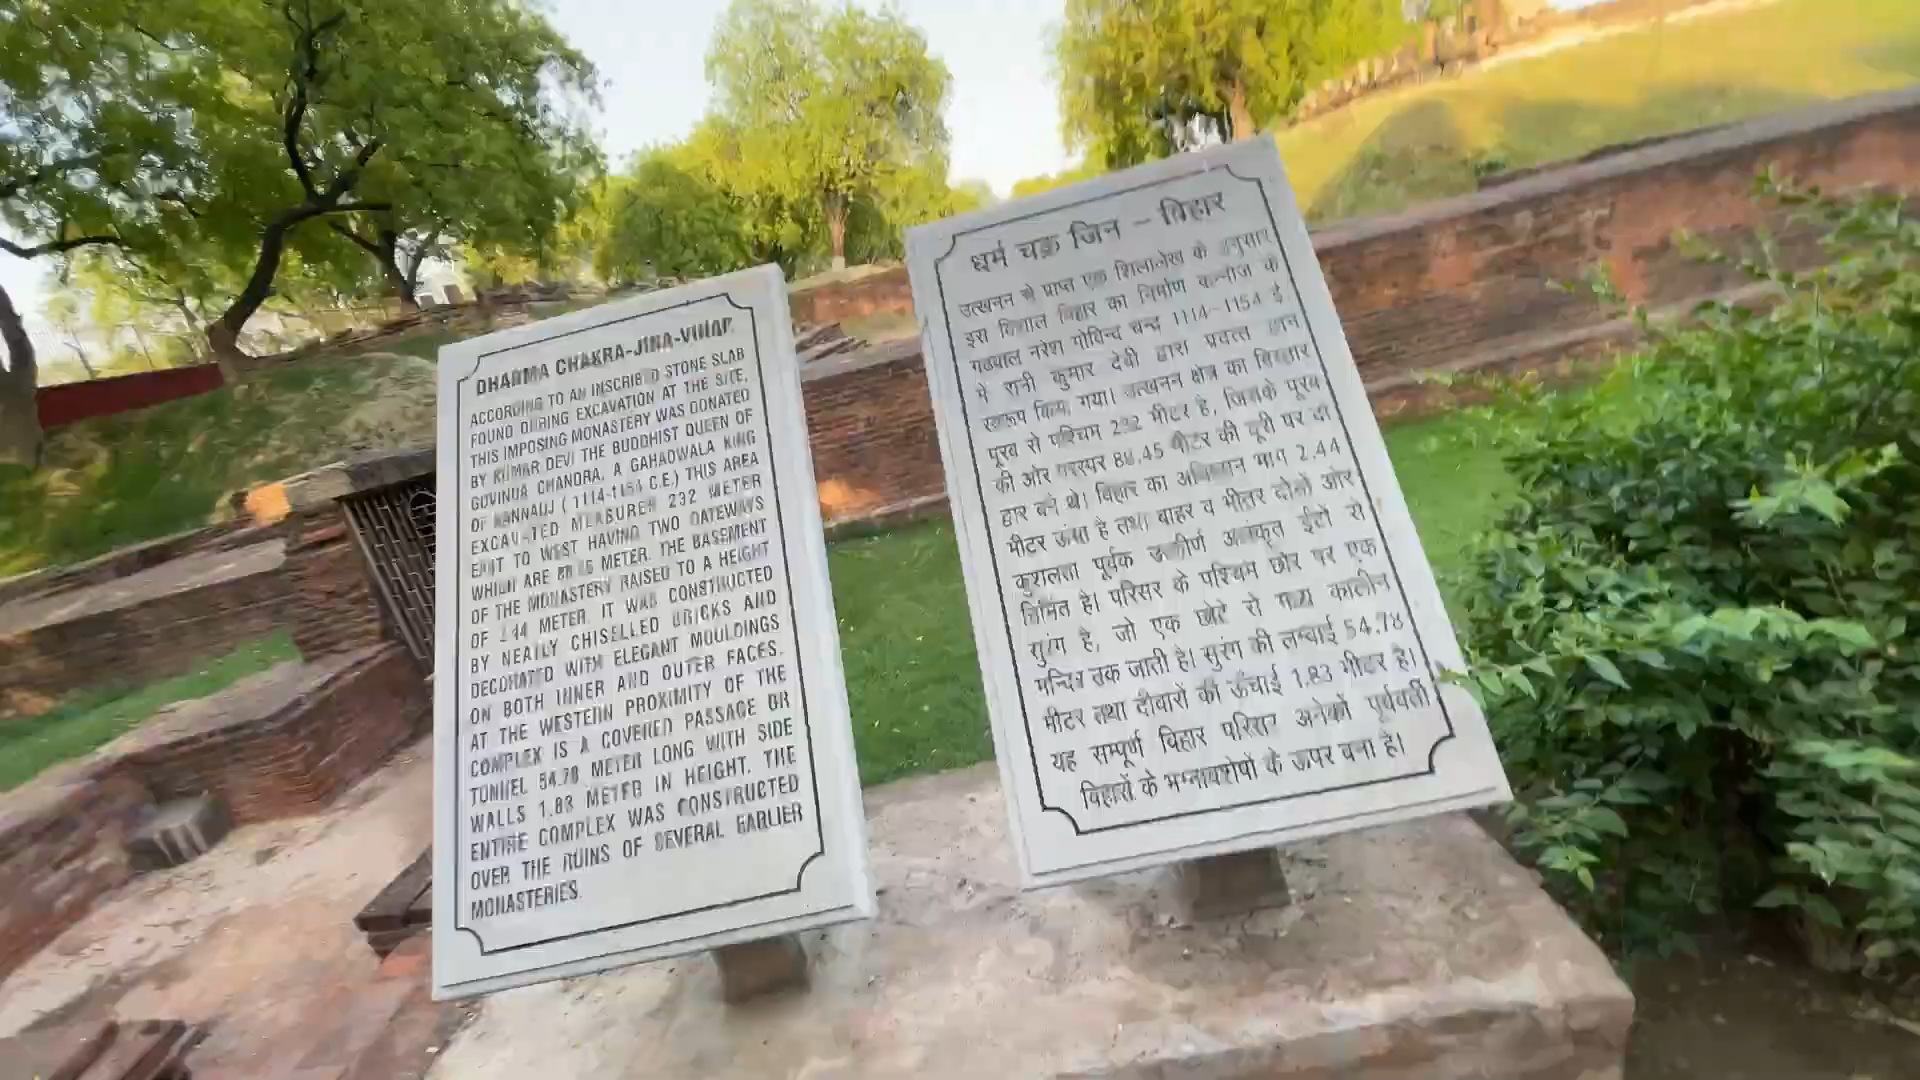 DHARMA CHAKRA-JINA-VIHAR
ACCORDING TO AN INSCRIBED STONE SLAB
FOUND DURING EXCAVATION AT THE SITE,
THIS IMPOSING MONASTERY WAS DONATED
BY KUMAR DEVI THE BUDDHIST QUEEN OF
GOVINDA CHANDRA, A GAHADWALA KING
OF KANNAUJ ( 1114-1154 C.E.) THIS AREA
EXCAVATED MEASURES 232 METER
EAST TO WEST HAVING TWO GATEWAYS
WHICH ARE METER. THE BASEMENT
OF THE MONASTERY RAISED TO A HEIGHT
OF 2.44 METER. IT WAS CONSTRUCTED
BY NEATLY CHISELLED BRICKS AND
DECORATED WITH ELEGANT MOULDINGS
ON BOTH INNER AND OUTER FACES.
AT THE WESTERN PROXIMITY OF THE
COMPLEX IS A COVERED PASSAGE OR
TUNNEL 54.78 METER LONG WITH SIDE
WALLS 1.83 METER IN HEIGHT. THE
ENTIRE COMPLEX WAS CONSTRUCTED
OVER THE RUINS OF SEVERAL EARLIER
MONASTERIES.
धर्म चक्र जिन – विहार
उत्खनन से प्राप्त एक शिलालेख के अनुसार
इस विशाल विहार का निर्माण कन्नौज के
गढवाल नरेश गोविन्द चन्द्र 1114-1154 ई.
में रानी कुमार देवी द्वारा प्रदत्त दान
स्वरूप किया गया। उत्खनन क्षेत्र का विस्तार
पूरब से पश्चिम 232 मीटर है, जिसके पूरब
की ओर परस्पर 88.45 मीटर की दूरी पर दो
द्वार बने थे। विहार का अधिष्ठान भाग 2.44
मीटर ऊंचा है तथा बाहर व भीतर दोनों ओर
कुशलता पूर्वक उत्कीर्ण अलंकृत ईंटों से
निर्मित है। परिसर के पश्चिम छोर पर एक
सुरंग है, जो एक छोटे से मध्य कालीन
मन्दिर तक जाती है। सुरंग की लम्बाई 54.78
मीटर तथा दीवारों की ऊँचाई 1.83 मीटर है।
यह सम्पूर्ण विहार परिसर अनेकों पूर्ववर्ती
विहारों के भग्नावशेषों के ऊपर बना है।